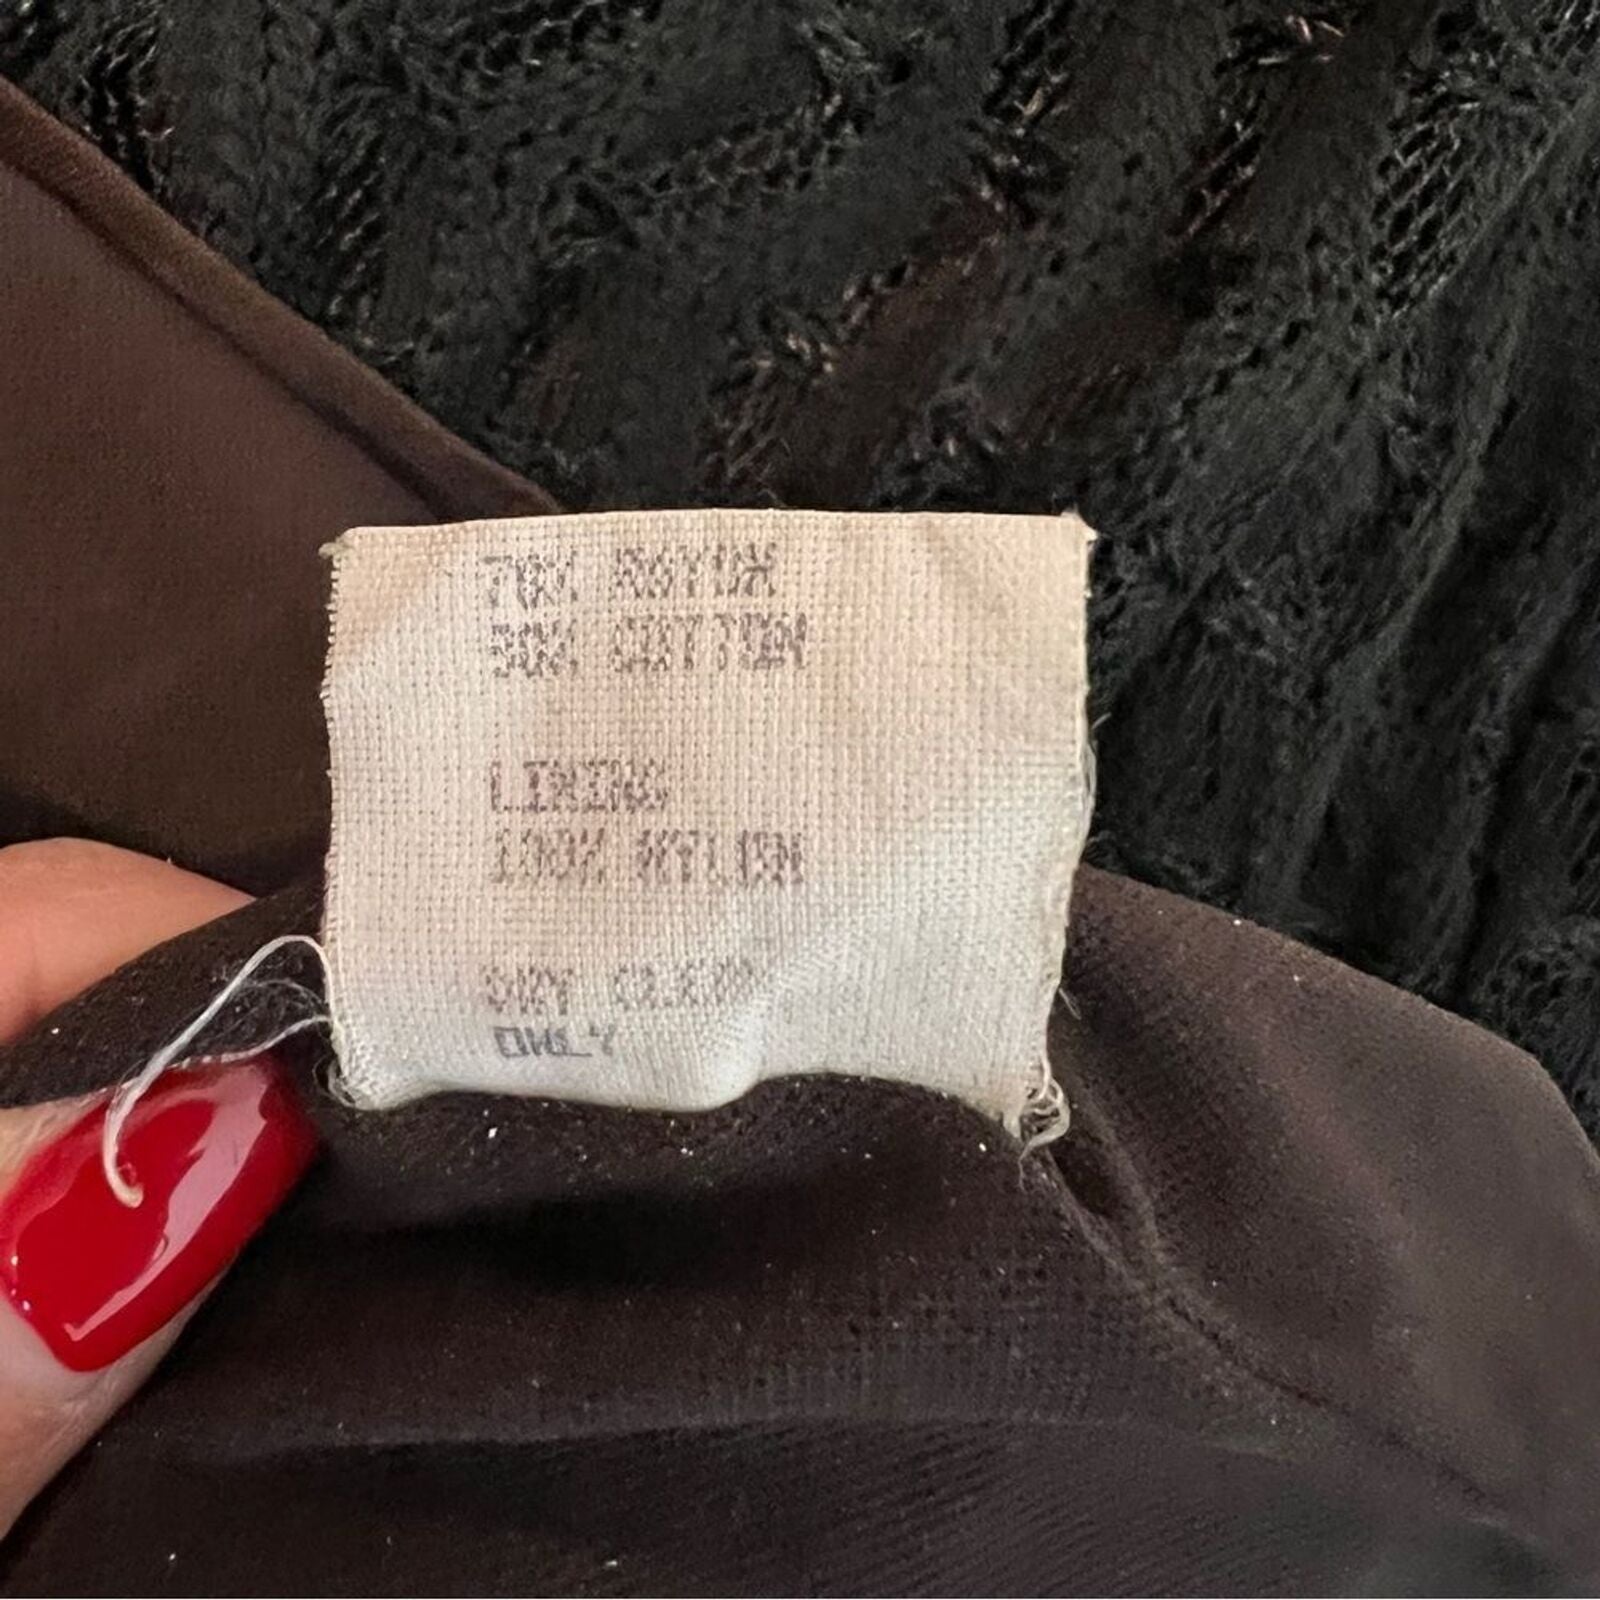 70% RAYON
30% COTTON
LINING
100% NYLON
DRY CLEAN
ONLY